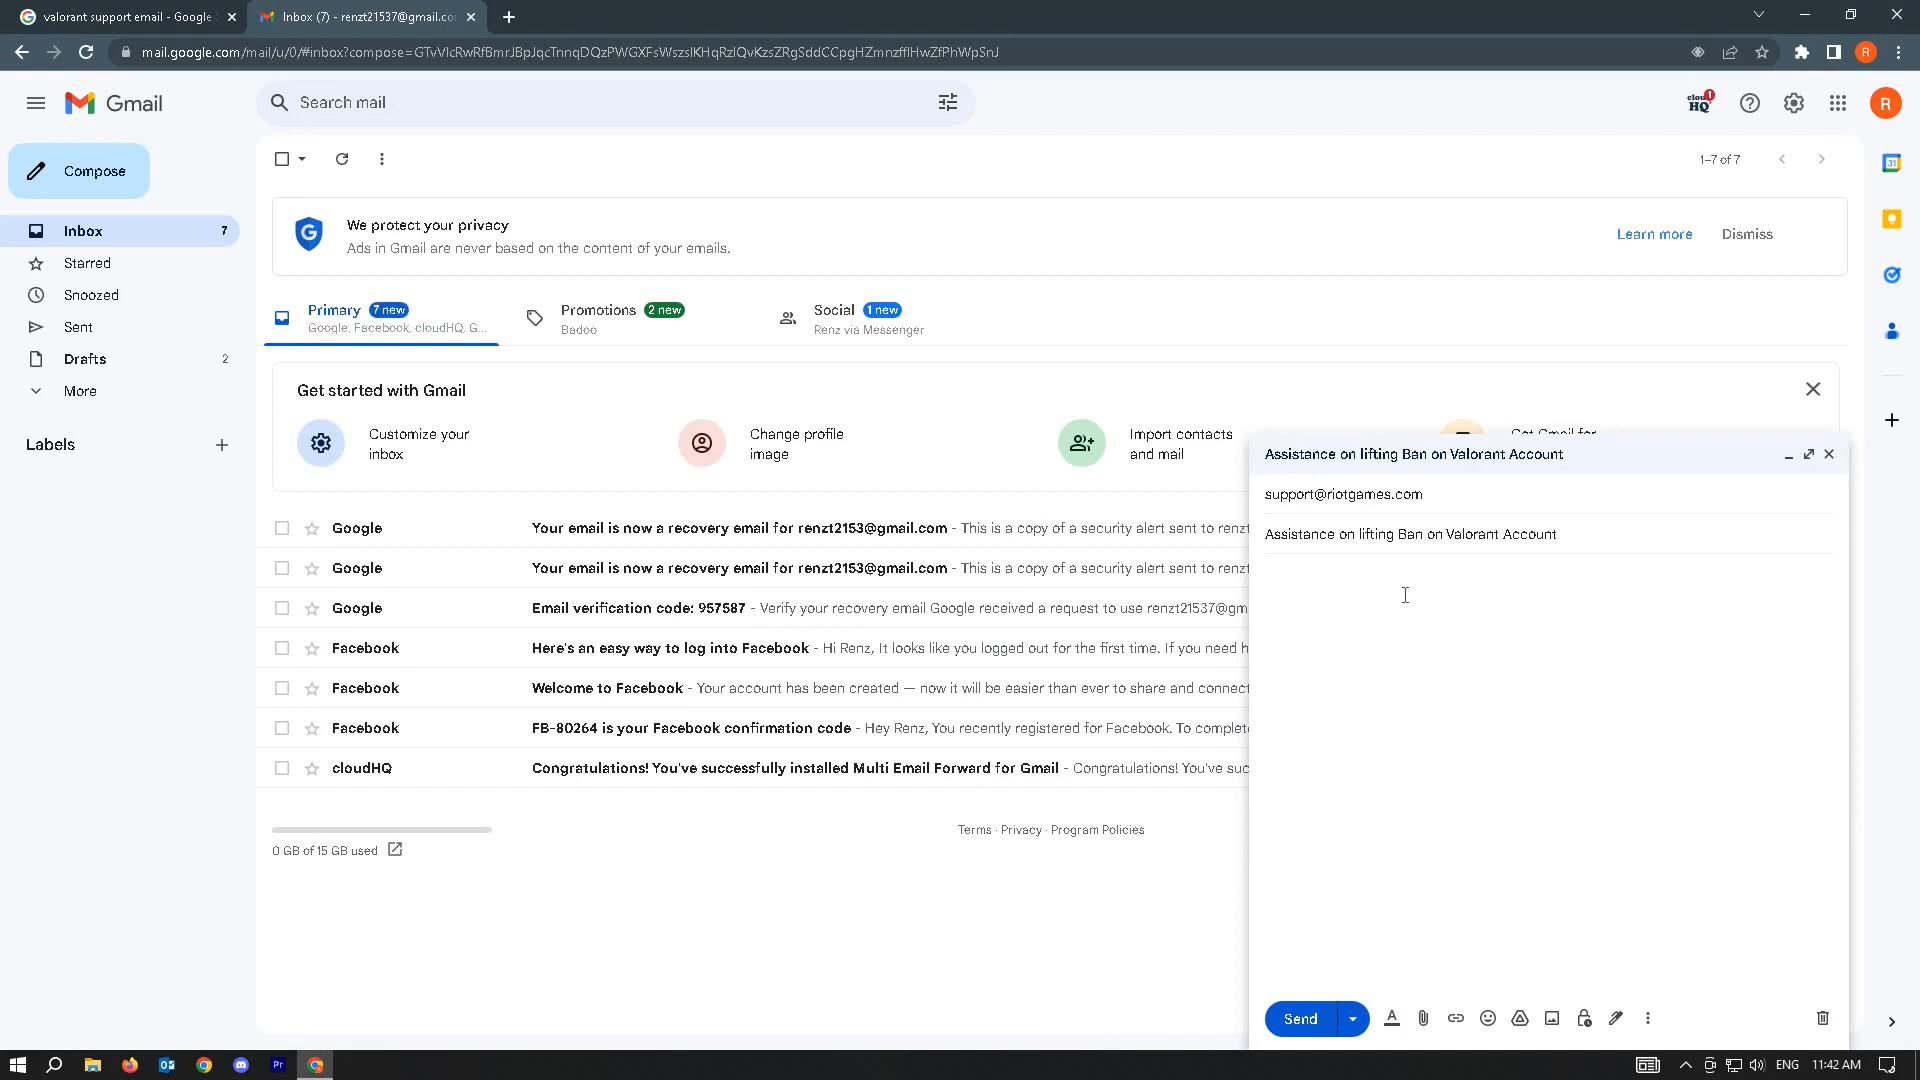 valorant support email - Google
Inbox (7) - renzt21537@gmail.co
mail.google.com/mail/u/0/#inbox?compose=
Gmail
Search mail
cloudHQ
1
R
Compose
1–7 of 7
We protect your privacy
Ads in Gmail are never based on the content of your emails.
Learn more
Dismiss
Inbox 7
Starred
Snoozed
Sent
Drafts 2
More
Labels
Primary 7 new
Google, Facebook, cloudHQ, G...
Promotions 2 new
Badoo
Social 1 new
Renz via Messenger
Get started with Gmail
Customize your
inbox
Change profile
image
Import contacts
and mail
Get Gmail for
Google Your email is now a recovery email for renzt2153@gmail.com - This is a copy of a security alert sent to renzt
Google Your email is now a recovery email for renzt2153@gmail.com - This is a copy of a security alert sent to renzt
Google Email verification code: 957587 - Verify your recovery email Google received a request to use renzt21537@gm
Facebook Here's an easy way to log into Facebook - Hi Renz, It looks like you logged out for the first time. If you need h
Facebook Welcome to Facebook - Your account has been created — now it will be easier than ever to share and connect
Facebook FB-80264 is your Facebook confirmation code - Hey Renz, You recently registered for Facebook. To complet
cloudHQ Congratulations! You've successfully installed Multi Email Forward for Gmail - Congratulations! You've suc
0 GB of 15 GB used
Terms · Privacy · Program Policies
Assistance on lifting Ban on Valorant Account
support@riotgames.com
Assistance on lifting Ban on Valorant Account
Send
ENG 11:42 AM